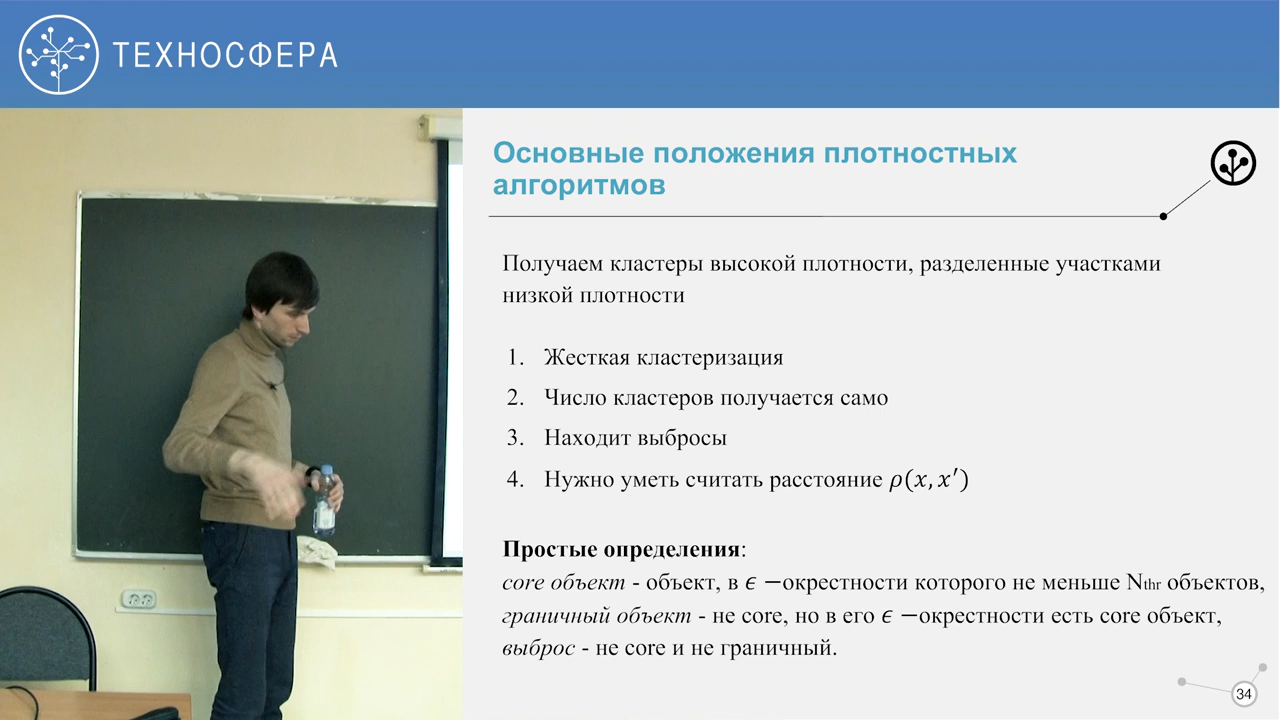 ТЕХНОСФЕРА
Основные положения плотностных
алгоритмов
Получаем кластеры высокой плотности, разделенные участками
низкой плотности
1. Жесткая кластеризация
2. Число кластеров получается само
3. Находит выбросы
4. Нужно уметь считать расстояние ρ(x, x′)
Простые определения:
core объект - объект, в ϵ −окрестности которого не меньше Nthr объектов,
граничный объект - не core, но в его ϵ −окрестности есть core объект,
выброс - не core и не граничный.
34